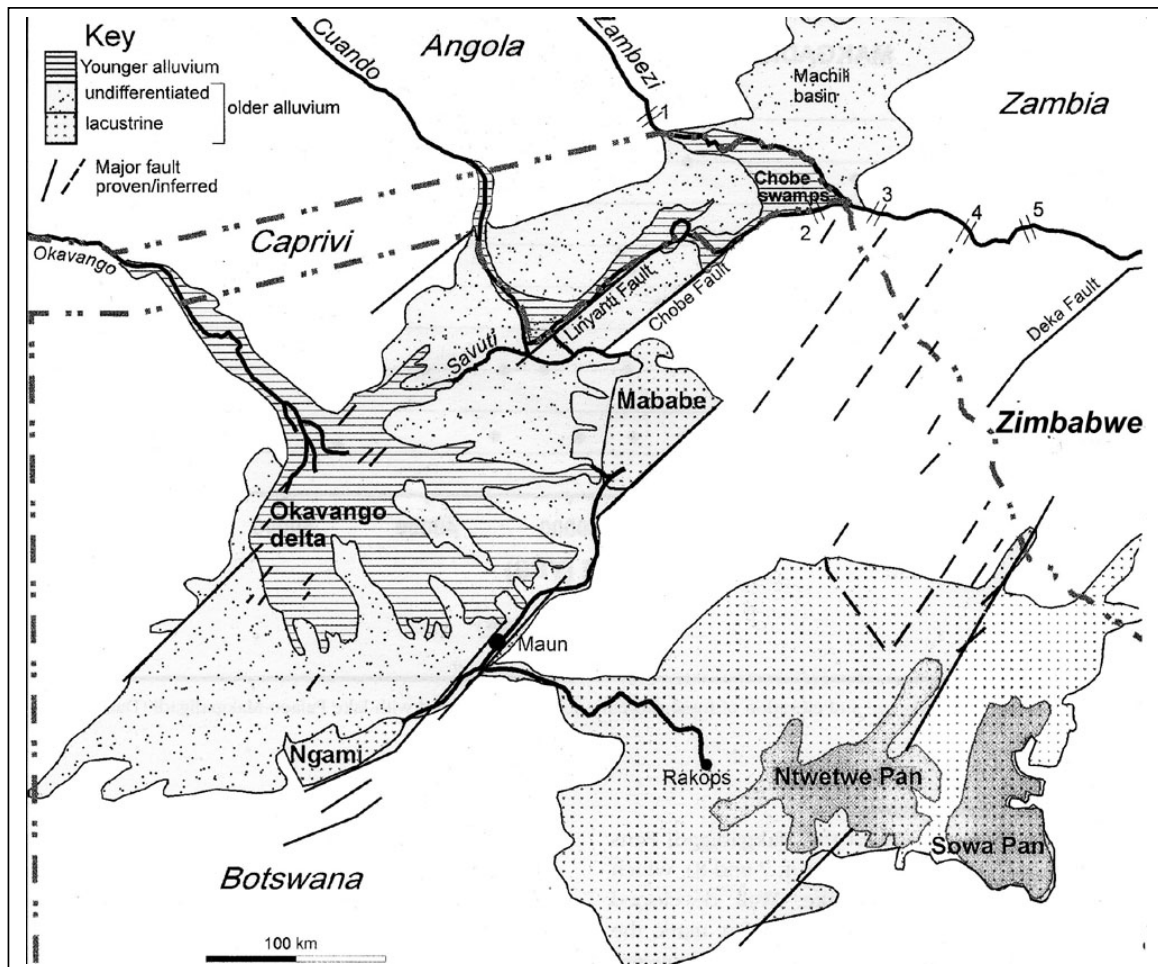 Key
Younger alluvium
undifferentiated
older alluvium
lacustrine
Major fault
proven/inferred
Cuando
Angola
Zambezi
Machili
basin
Zambia
1
Chobe
swamps
2
3
4
5
Caprivi
Okavango
Linyanti Fault
Chobe Fault
Deka Fault
Savuti
Mababe
Zimbabwe
Okavango
delta
Maun
Ngami
Rakops
Ntwetwe Pan
Sowa Pan
Botswana
100 km